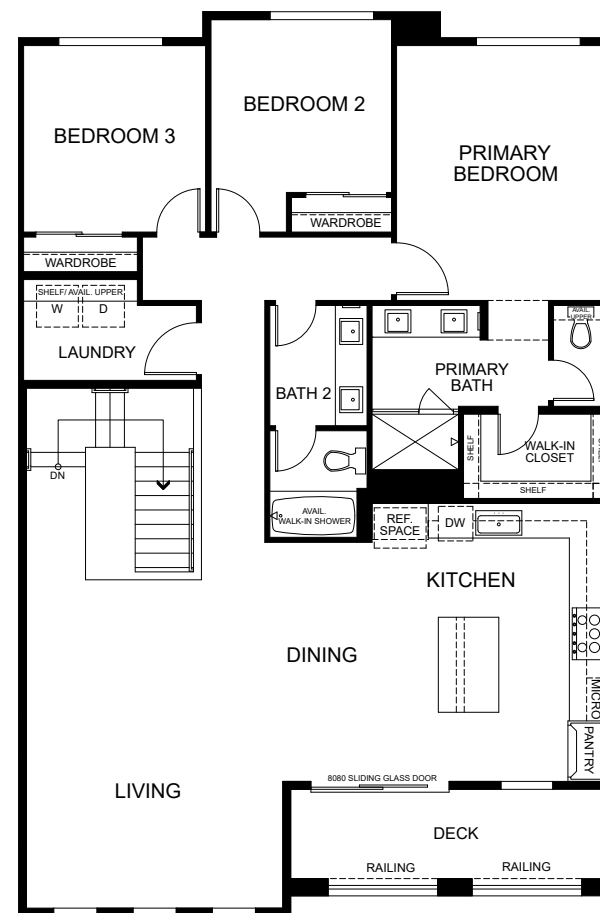 BEDROOM 2
BEDROOM 3
PRIMARY
BEDROOM
WARDROBE
WARDROBE
SHELF/ AVAIL. UPPER
W
D
LAUNDRY
AVAIL.
UPPER
PRIMARY
BATH
BATH 2
SHELF
WALK-IN
CLOSET
SHELF
DN
AVAIL.
WALK-IN SHOWER
REF.
SPACE
DW
KITCHEN
DINING
MICRO
PANTRY
8080 SLIDING GLASS DOOR
LIVING
DECK
RAILING
RAILING